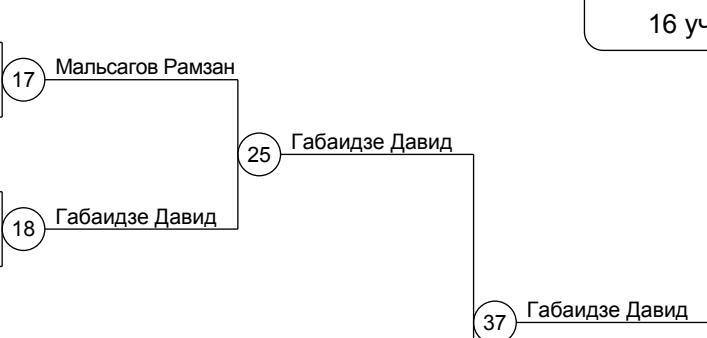 16 уч
17 Мальсагов Рамзан
25 Габаидзе Давид
18 Габаидзе Давид
37 Габаидзе Давид